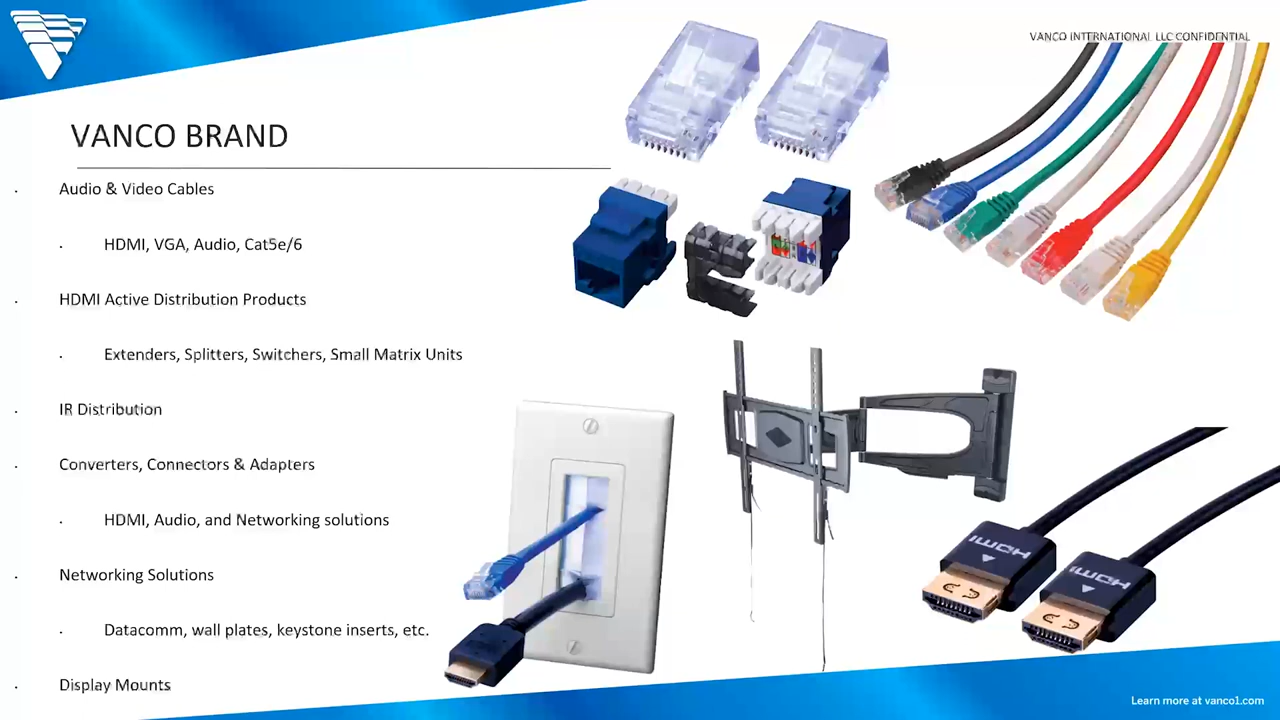 VANCO INTERNATIONAL LLC CONFIDENTIAL
VANCO BRAND
Audio & Video Cables
HDMI, VGA, Audio, Cat5e/6
HDMI Active Distribution Products
Extenders, Splitters, Switchers, Small Matrix Units
IR Distribution
Converters, Connectors & Adapters
HDMI, Audio, and Networking solutions
Networking Solutions
Datacomm, wall plates, keystone inserts, etc.
Display Mounts
HDMI
HDMI
Learn more at vanco1.com